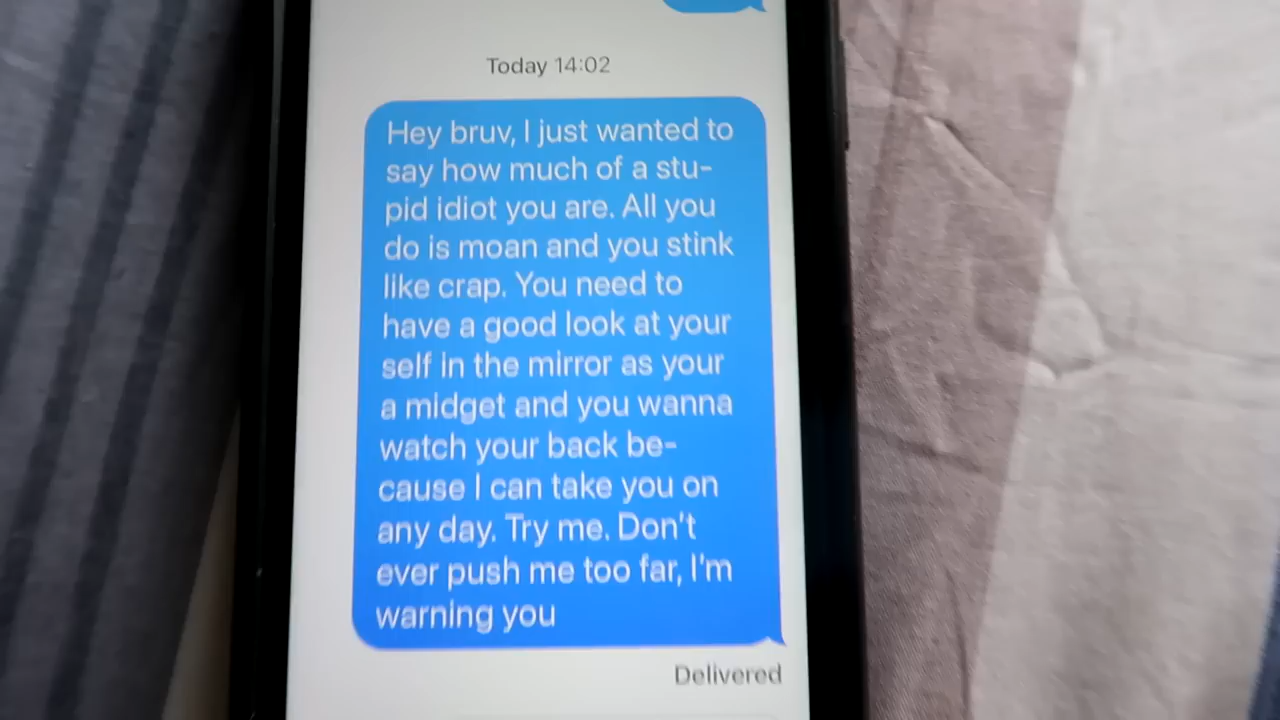 Today 14:02
Hey bruv, I just wanted to
say how much of a stu-
pid idiot you are. All you
do is moan and you stink
like crap. You need to
have a good look at your
self in the mirror as your
a midget and you wanna
watch your back be-
cause I can take you on
any day. Try me. Don't
ever push me too far, I'm
warning you
Delivered